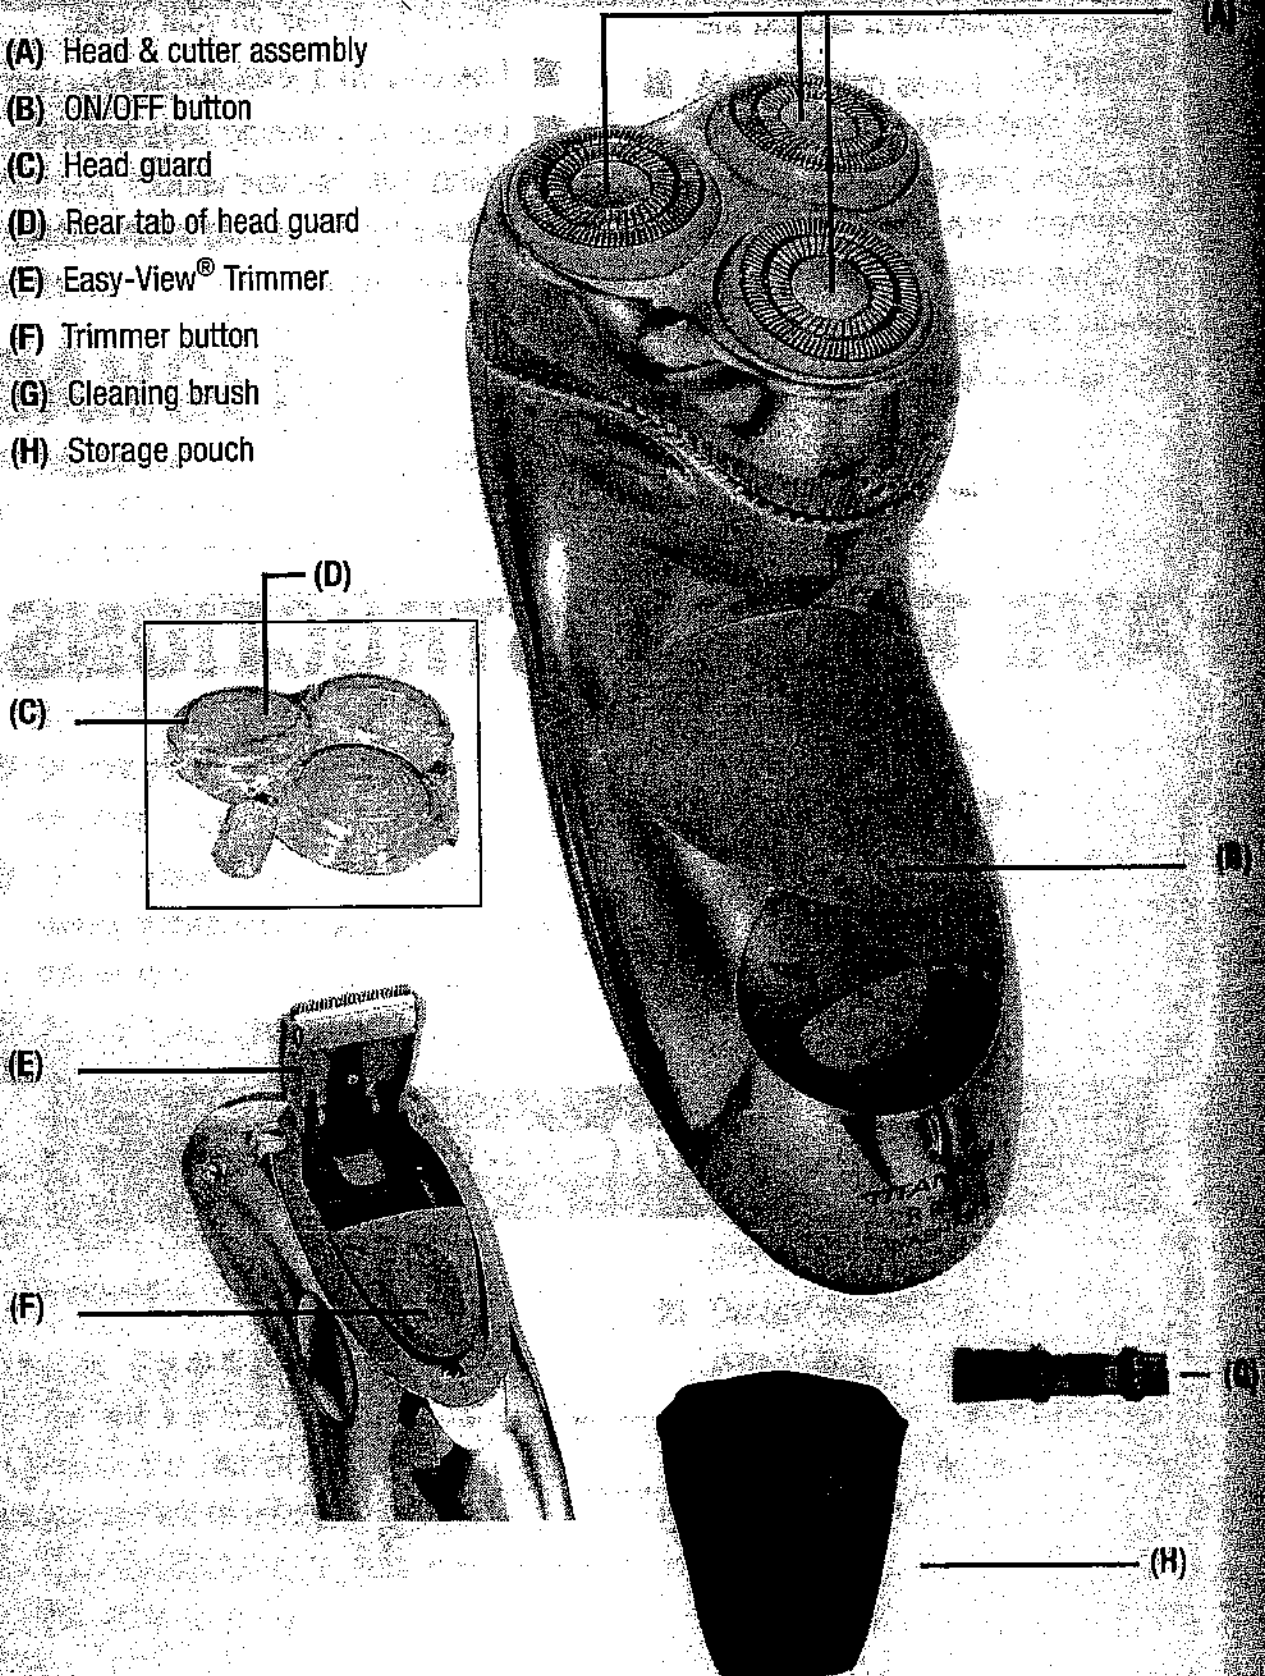 (A) Head & cutter assembly
(B) ON/OFF button
(C) Head guard
(D) Rear tab of head guard
(E) Easy-View® Trimmer
(F) Trimmer button
(G) Cleaning brush
(H) Storage pouch
(A)
(D)
(C)
(B)
(E)
(F)
(G)
(H)